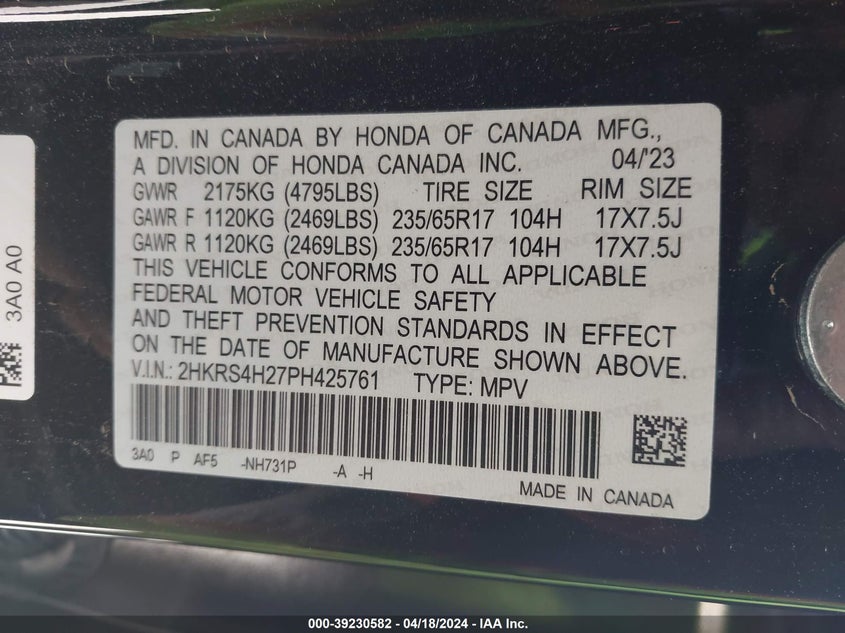 MFD. IN CANADA BY HONDA OF CANADA MFG.,
A DIVISION OF HONDA CANADA INC. 04/'23
GVWR 2175KG (4795LBS) TIRE SIZE RIM SIZE
GAWR F 1120KG (2469LBS) 235/65R17 104H 17X7.5J
GAWR R 1120KG (2469LBS) 235/65R17 104H 17X7.5J
THIS VEHICLE CONFORMS TO ALL APPLICABLE
FEDERAL MOTOR VEHICLE SAFETY
AND THEFT PREVENTION STANDARDS IN EFFECT
ON THE DATE OF MANUFACTURE SHOWN ABOVE.
V.I.N.: 2HKRS4H27PH425761 TYPE: MPV
3A0 P AF5 -NH731P -A -H
MADE IN CANADA
3A0 A0
000-39230582 - 04/18/2024 - IAA Inc.